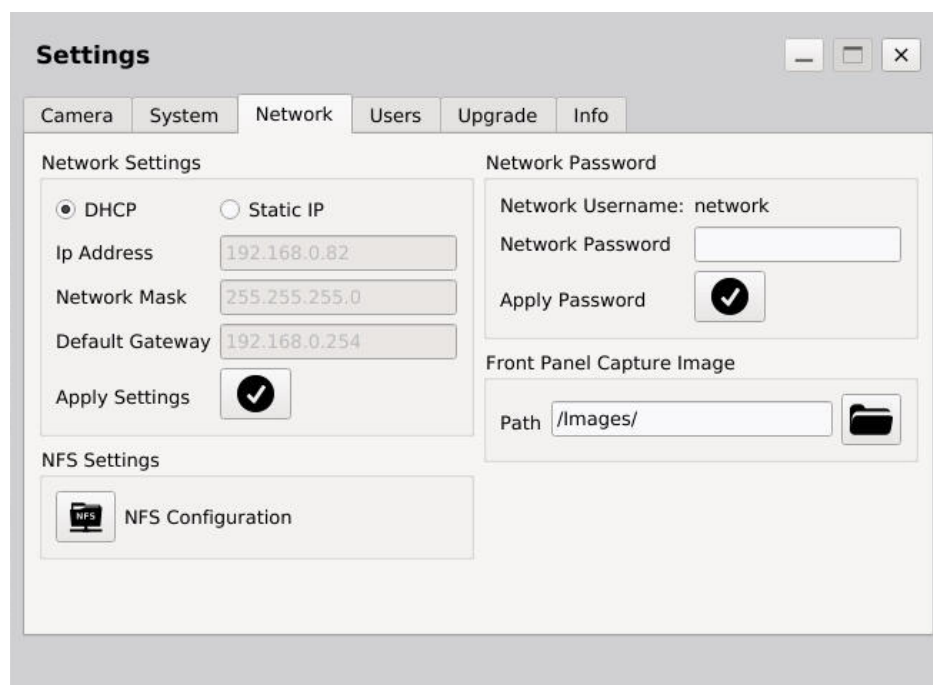 Settings
Camera System Network Users Upgrade Info
Network Settings
DHCP Static IP
Ip Address 192.168.0.82
Network Mask 255.255.255.0
Default Gateway 192.168.0.254
Apply Settings
NFS Settings
NFS NFS Configuration
Network Password
Network Username: network
Network Password
Apply Password
Front Panel Capture Image
Path /Images/